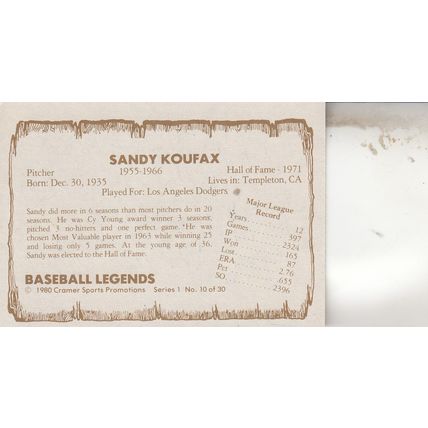 SANDY KOUFAX
Pitcher 1955-1966 Hall of Fame - 1971
Born: Dec. 30, 1935 Lives in: Templeton, CA
Played For: Los Angeles Dodgers
Sandy did more in 6 seasons than most pitchers do in 20
seasons. He was Cy Young award winner 3 seasons,
pitched 3 no-hitters and one perfect game. He was
chosen Most Valuable player in 1963 while winning 25
and losing only 5 games. At the young age of 36,
Sandy was elected to the Hall of Fame.
Major League
Record
Years 12
Games 397
IP 2324
Won 165
Lost 87
ERA 2.76
Pct .655
SO 2396
BASEBALL LEGENDS
© 1980 Cramer Sports Promotions Series 1 No. 10 of 30